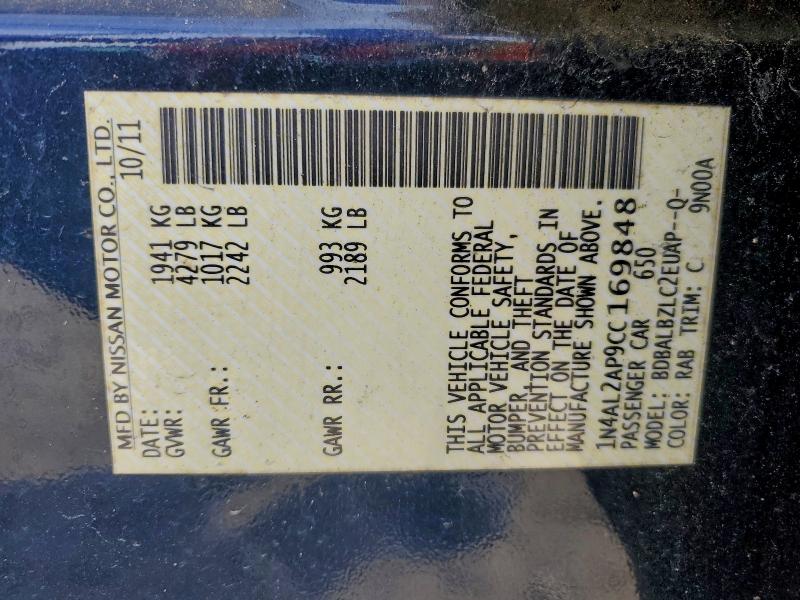 MFD BY NISSAN MOTOR CO., LTD.
DATE: 10/11
GVWR: 1941 KG
4279 LB
GAWR FR.: 1017 KG
2242 LB
GAWR RR.: 993 KG
2189 LB
THIS VEHICLE CONFORMS TO
ALL APPLICABLE FEDERAL
MOTOR VEHICLE SAFETY,
BUMPER, AND THEFT
PREVENTION STANDARDS IN
EFFECT ON THE DATE OF
MANUFACTURE SHOWN ABOVE.
1N4AL2AP9CC169848
PASSENGER CAR 650
MODEL: BDBALBZLC2EUAP--Q-
COLOR: RAB TRIM: C 9N00A